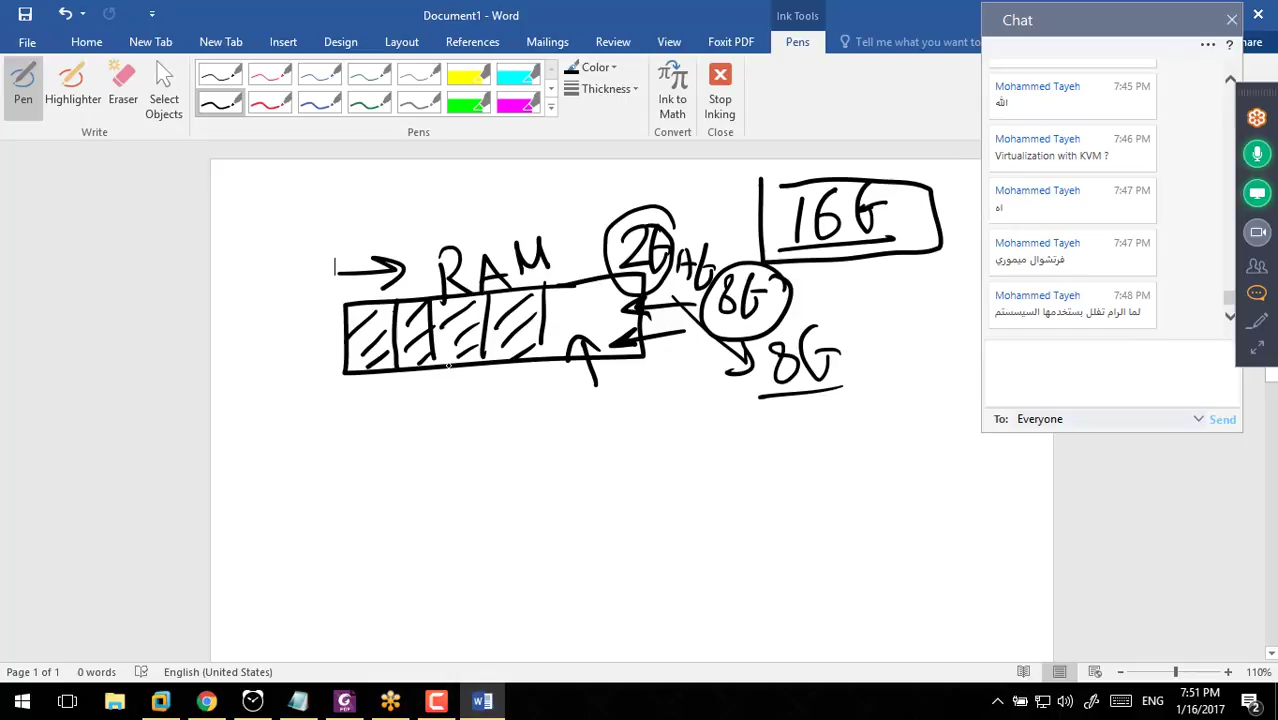 Document1 - Word
Ink Tools
File
Home
New Tab
New Tab
Insert
Design
Layout
References
Mailings
Review
View
Foxit PDF
Pens
Tell me what you want
Pen
Highlighter
Eraser
Select
Objects
Write
Pens
Color
Thickness
Ink to
Math
Convert
Stop
Inking
Close
Chat
Mohammed Tayeh 7:45 PM
الله
Mohammed Tayeh 7:46 PM
Virtualization with KVM ?
Mohammed Tayeh 7:47 PM
اه
Mohammed Tayeh 7:47 PM
فرتشوال ميموري
Mohammed Tayeh 7:48 PM
لما الرام تقلل بستخدمها السيسستم
To: Everyone
Send
16G
RAM
2G
4G
8G
8G
Page 1 of 1
0 words
English (United States)
110%
ENG
7:51 PM
1/16/2017
2